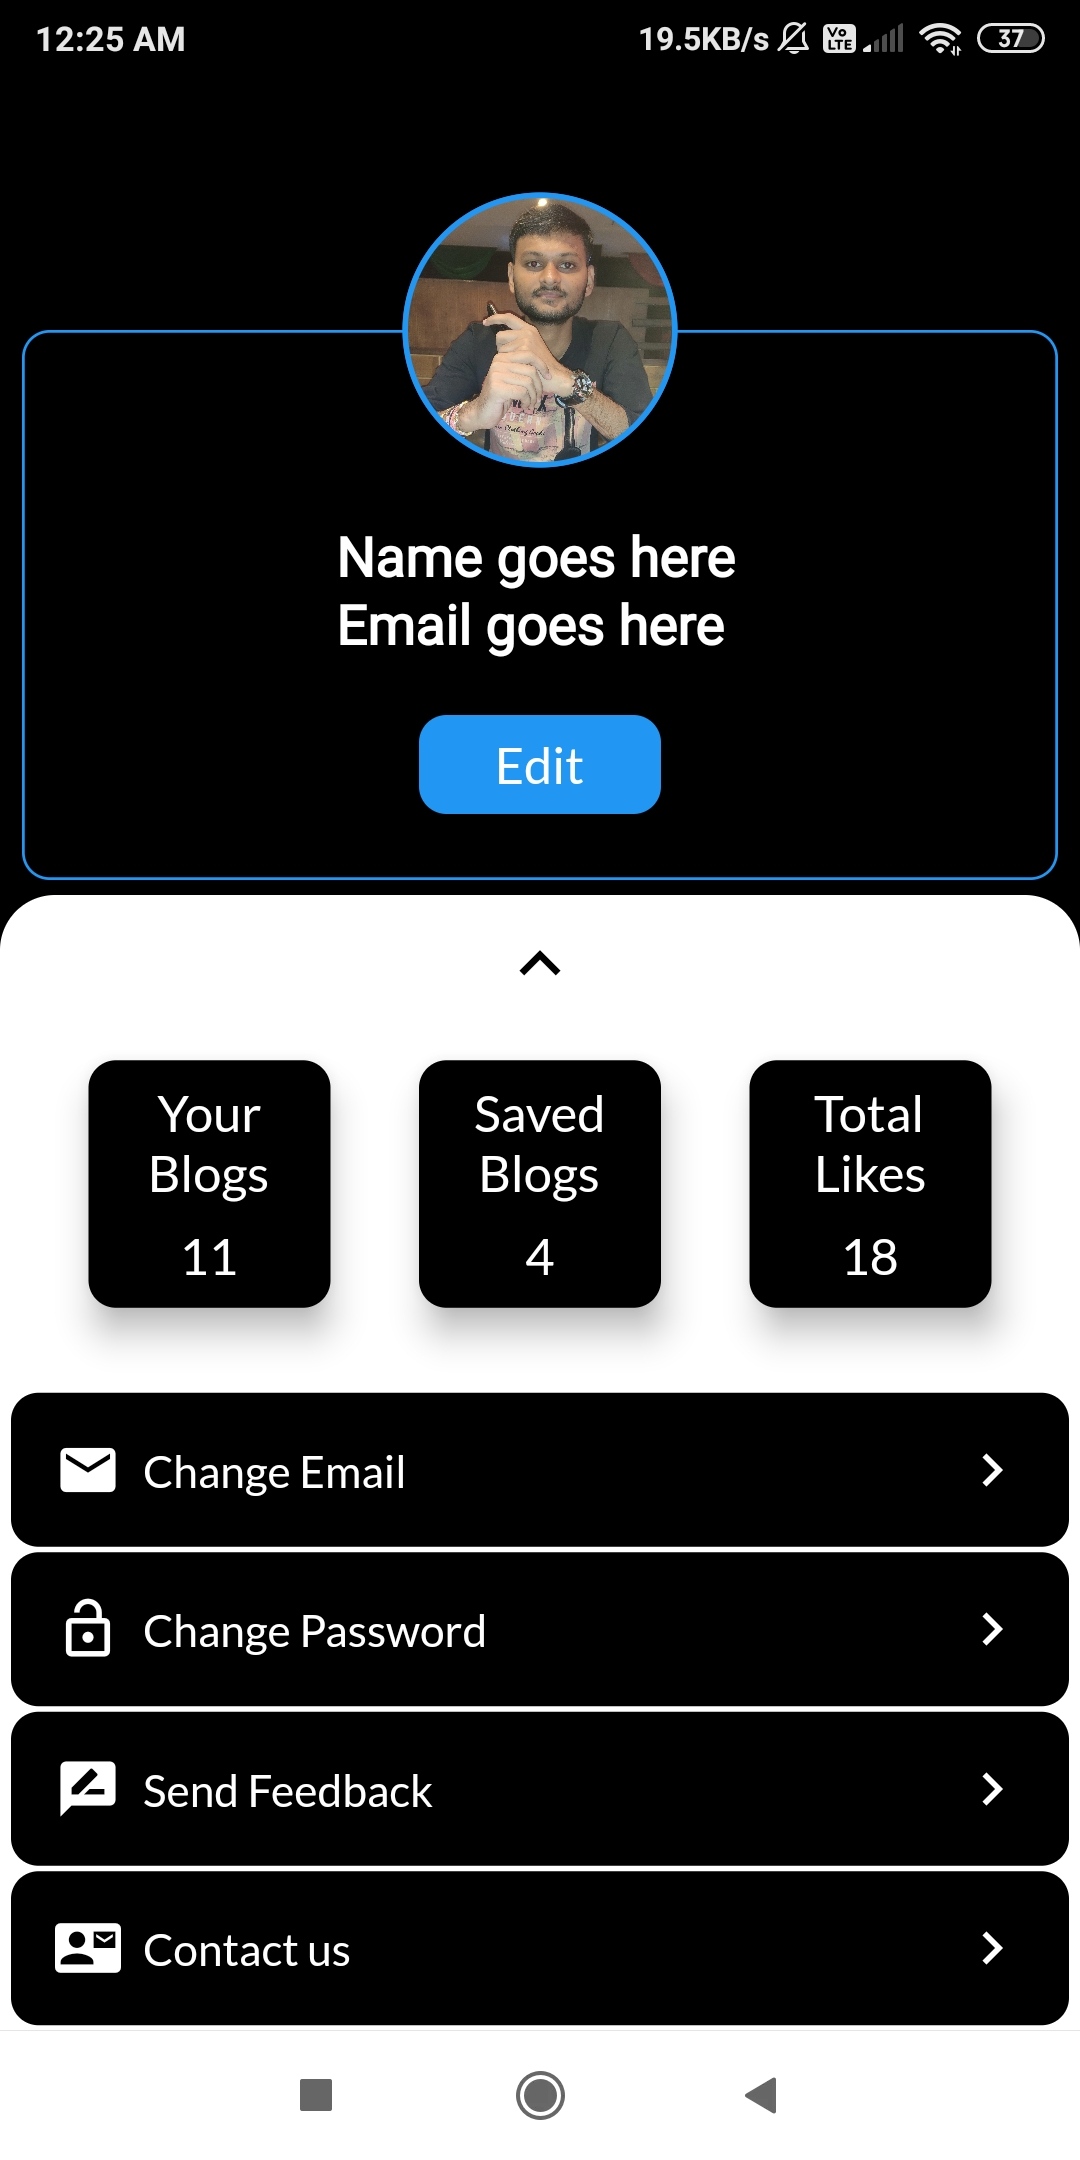 12:25 AM 19.5KB/s Vo LTE 37
Name goes here
Email goes here
Edit
Your Blogs 11
Saved Blogs 4
Total Likes 18
Change Email
Change Password
Send Feedback
Contact us